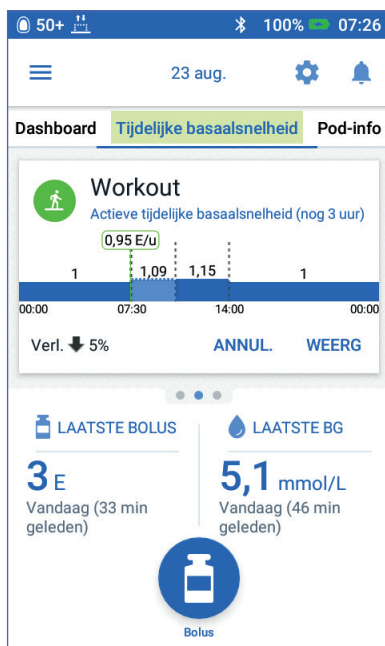 50+ 100% 07:26
23 aug.
Dashboard Tijdelijke basaalsnelheid Pod-info
Workout
Actieve tijdelijke basaalsnelheid (nog 3 uur)
0,95 E/u
1 1,09 1,15 1
00:00 07:30 14:00 00:00
Verl. 5% ANNUL. WEERG
LAATSTE BOLUS
3 E
Vandaag (33 min
geleden)
LAATSTE BG
5,1 mmol/L
Vandaag (46 min
geleden)
Bolus